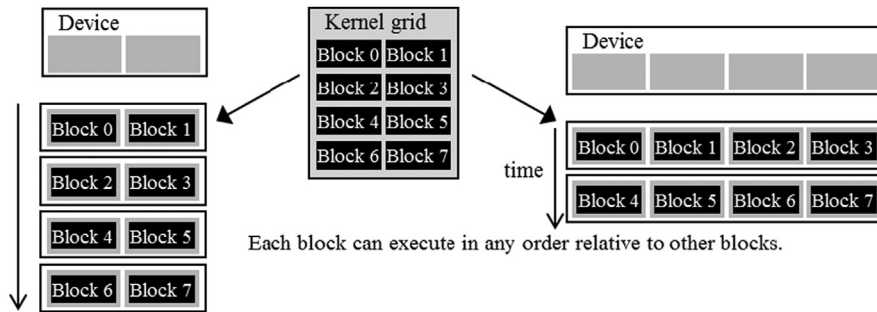 Device
Block 0 Block 1
Block 2 Block 3
Block 4 Block 5
Block 6 Block 7
Kernel grid
Block 0 Block 1
Block 2 Block 3
Block 4 Block 5
Block 6 Block 7
Device
time
Block 0 Block 1 Block 2 Block 3
Block 4 Block 5 Block 6 Block 7
Each block can execute in any order relative to other blocks.